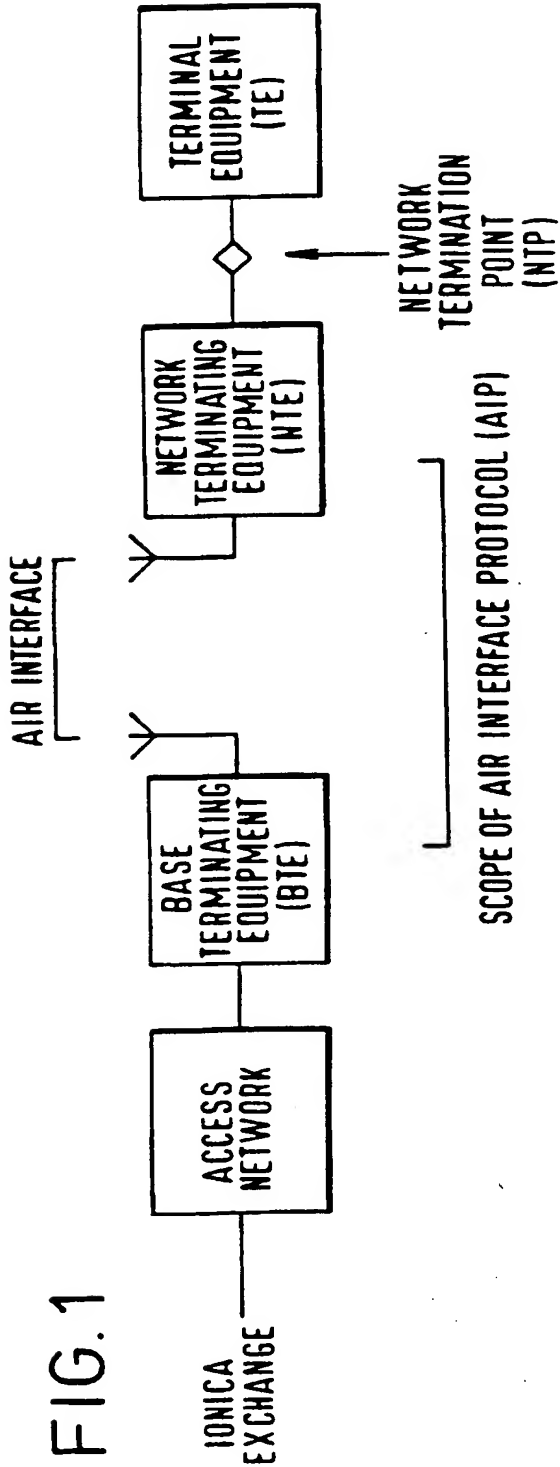 FIG.1
IONICA
EXCHANGE
ACCESS
NETWORK
BASE
TERMINATING
EQUIPMENT
(BTE)
AIR INTERFACE
NETWORK
TERMINATING
EQUIPMENT
(NTE)
TERMINAL
EQUIPMENT
(TE)
NETWORK
TERMINATION
POINT
(NTP)
SCOPE OF AIR INTERFACE PROTOCOL (AIP)